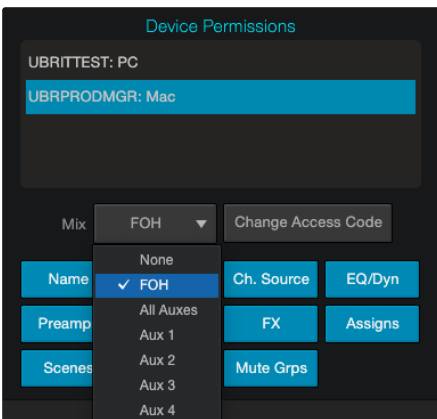 Device Permissions
UBRITTEST: PC
UBRPRODMGR: Mac
Mix FOH Change Access Code
None
Name ✓ FOH Ch. Source EQ/Dyn
All Auxes
Preamp Aux 1 FX Assigns
Aux 2
Scenes Aux 3 Mute Grps
Aux 4